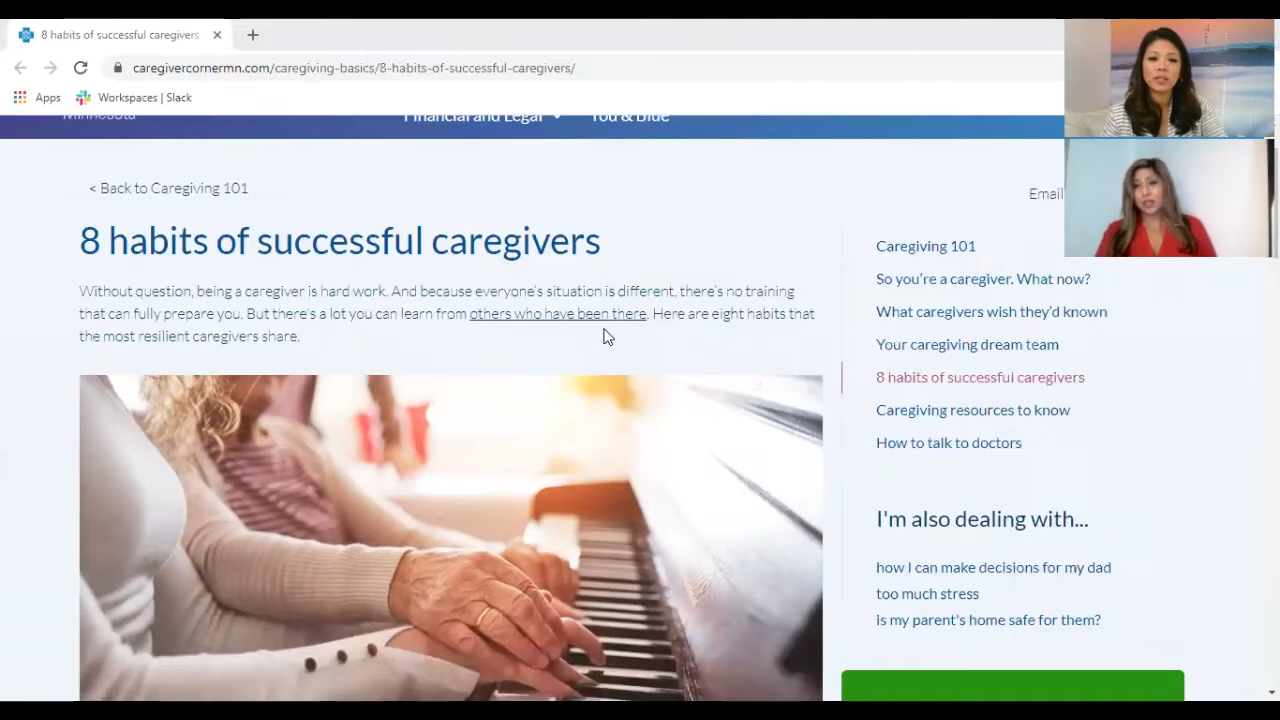 8 habits of successful caregivers
caregivercornermn.com/caregiving-basics/8-habits-of-successful-caregivers/
Apps
Workspaces | Slack
Minnesota
Financial and Legal
You & Blue
< Back to Caregiving 101
Email
8 habits of successful caregivers
Without question, being a caregiver is hard work. And because everyone's situation is different, there's no training
that can fully prepare you. But there's a lot you can learn from others who have been there. Here are eight habits that
the most resilient caregivers share.
Caregiving 101
So you're a caregiver. What now?
What caregivers wish they'd known
Your caregiving dream team
8 habits of successful caregivers
Caregiving resources to know
How to talk to doctors
I'm also dealing with...
how I can make decisions for my dad
too much stress
is my parent's home safe for them?